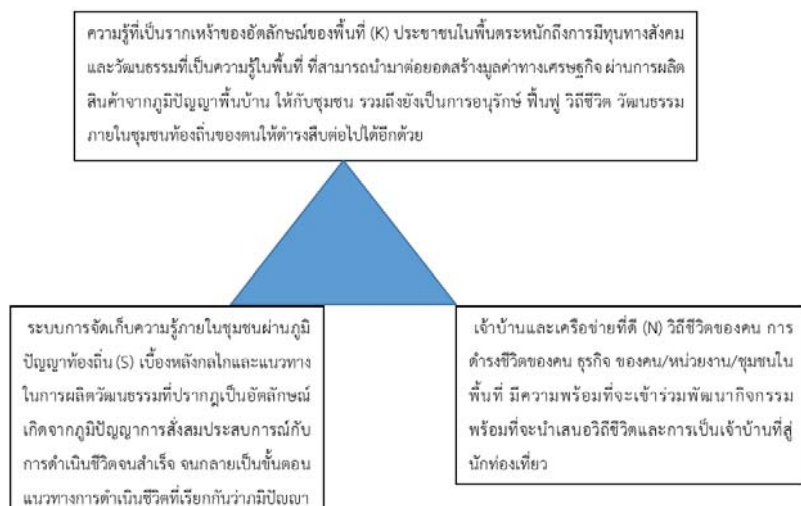 ความรู้ที่เป็นรากเหง้าของอัตลักษณ์ของพื้นที่ (K) ประชาชนในพื้นตระหนักถึงการมีทุนทางสังคม
และวัฒนธรรมที่เป็นความรู้ในพื้นที่ ที่สามารถนำมาต่อยอดสร้างมูลค่าทางเศรษฐกิจ ผ่านการผลิต
สินค้าจากภูมิปัญญาพื้นบ้าน ให้กับชุมชน รวมถึงยังเป็นการอนุรักษ์ ฟื้นฟู วิถีชีวิต วัฒนธรรม
ภายในชุมชนท้องถิ่นของตนให้ดำรงสืบต่อไปได้อีกด้วย
ระบบการจัดเก็บความรู้ภายในชุมชนผ่านภูมิ
ปัญญาท้องถิ่น (S) เบื้องหลังกลไกและแนวทาง
ในการผลิตวัฒนธรรมที่ปรากฏเป็นอัตลักษณ์
เกิดจากภูมิปัญญาการสั่งสมประสบการณ์กับ
การดำเนินชีวิตจนสำเร็จ จนกลายเป็นขั้นตอน
แนวทางการดำเนินชีวิตที่เรียกกันว่าภูมิปัญญา
เจ้าบ้านและเครือข่ายที่ดี (N) วิถีชีวิตของคน การ
ดำรงชีวิตของคน ธุรกิจ ของคน/หน่วยงาน/ชุมชนใน
พื้นที่ มีความพร้อมที่จะเข้าร่วมพัฒนากิจกรรม
พร้อมที่จะนำเสนอวิถีชีวิตและการเป็นเจ้าบ้านที่สู่
นักท่องเที่ยว